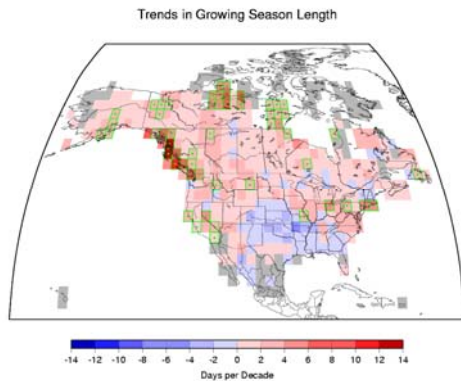 Trends in Growing Season Length
-14 -12 -10 -8 -6 -4 -2 0 2 4 6 8 10 12 14
Days per Decade